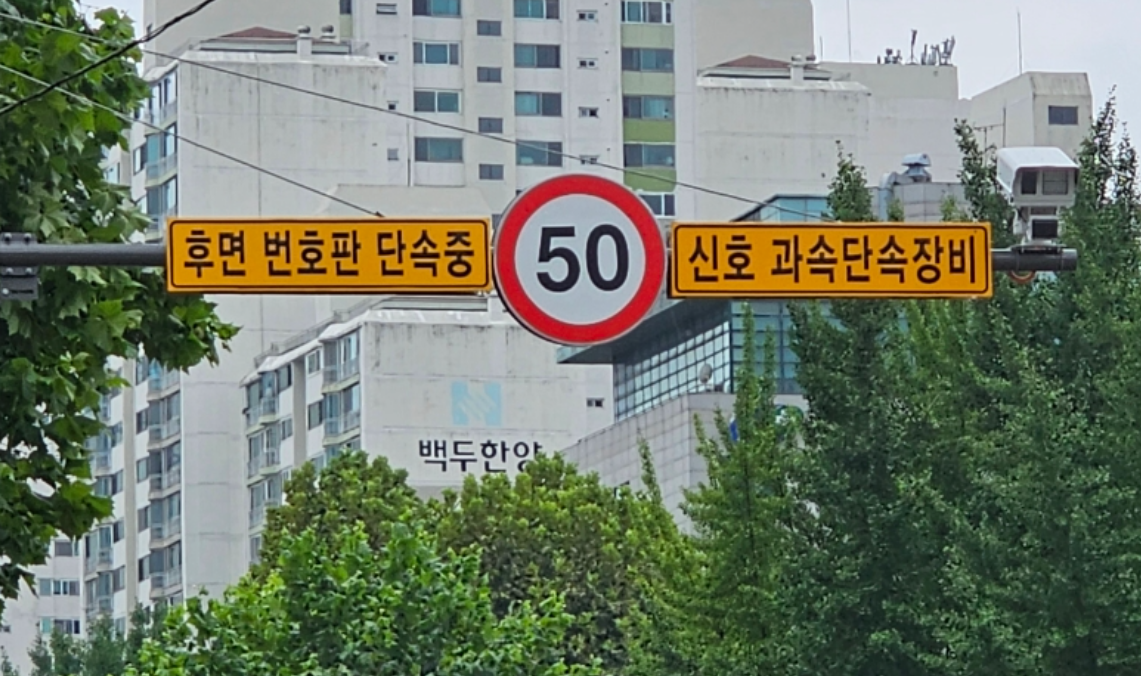 후면 번호판 단속중
50
신호 과속단속장비
백두한양